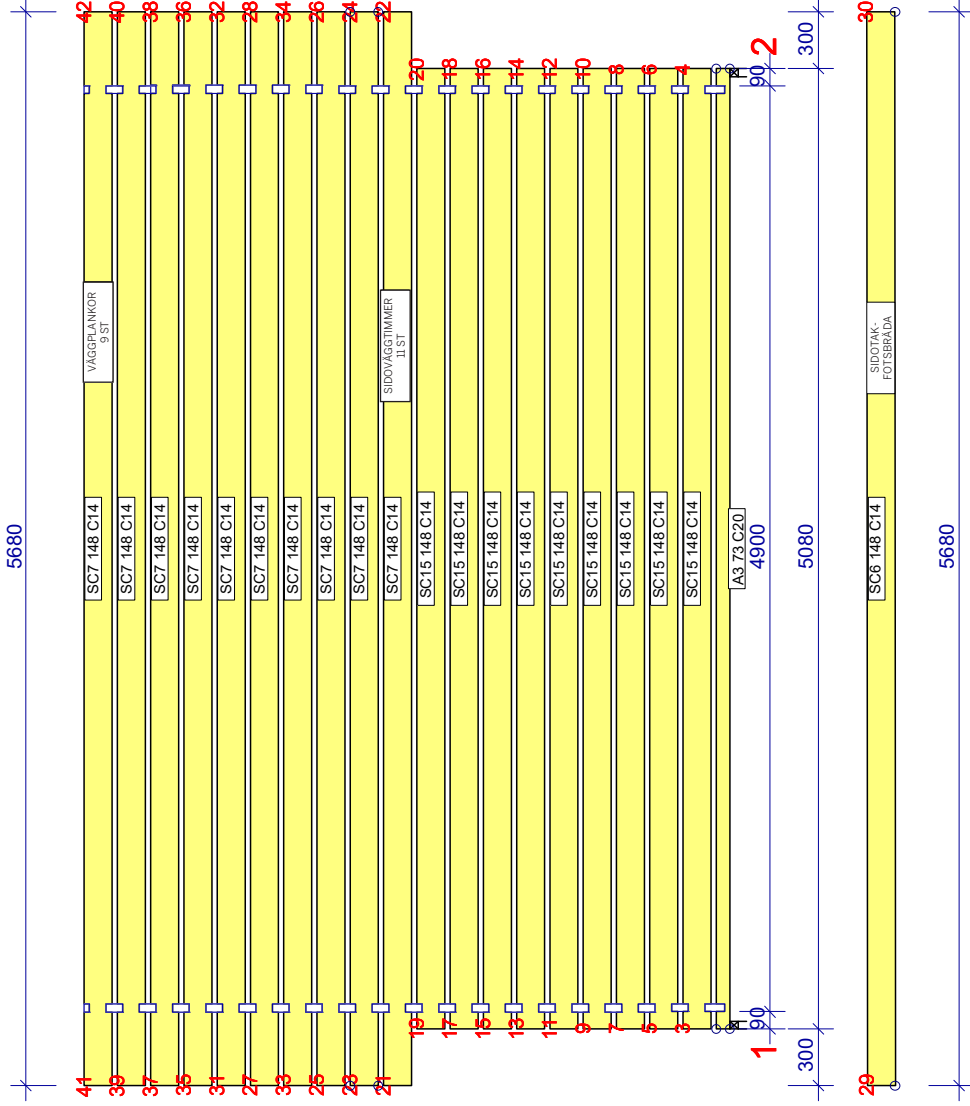 42 40 38 36 32 28 34 26 24 22
20 18 16 14 12 10 8 6 4
2
30
300
90
VÄGGPLANKOR
9 ST
SIDOVÄGGTIMMER
11 ST
SIDOTAK-
FOTSBRÄDA
5680
SC7 148 C14
SC7 148 C14
SC7 148 C14
SC7 148 C14
SC7 148 C14
SC7 148 C14
SC7 148 C14
SC7 148 C14
SC7 148 C14
SC7 148 C14
SC15 148 C14
SC15 148 C14
SC15 148 C14
SC15 148 C14
SC15 148 C14
SC15 148 C14
SC15 148 C14
SC15 148 C14
SC15 148 C14
A3 73 C20
4900
5080
SC6 148 C14
5680
19 17 15 13 11 9 7 5 3
90
1
300
41 39 37 35 31 27 33 25 23 21
29